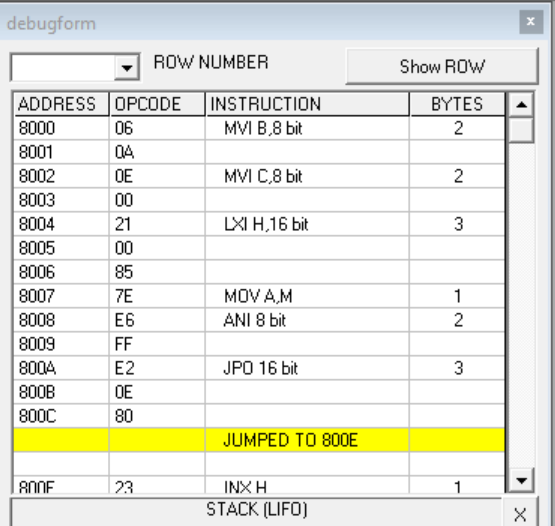 debugform x
ROW NUMBER Show ROW
ADDRESS OPCODE INSTRUCTION BYTES
8000 06 MVI B,8 bit 2
8001 0A
8002 0E MVI C,8 bit 2
8003 00
8004 21 LXI H,16 bit 3
8005 00
8006 85
8007 7E MOV A,M 1
8008 E6 ANI 8 bit 2
8009 FF
800A E2 JPO 16 bit 3
800B 0E
800C 80
JUMPED TO 800E
800E 23 INX H 1
STACK (LIFO) X